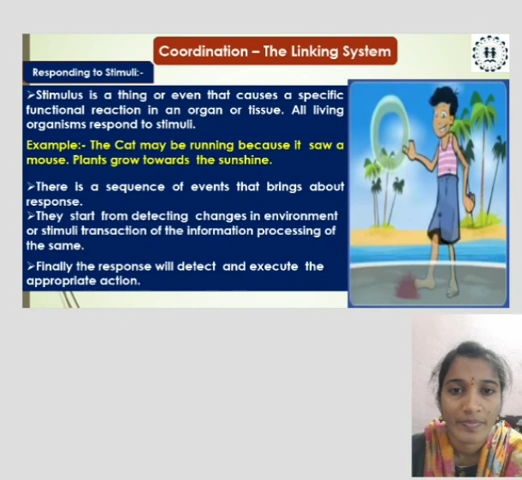 Coordination – The Linking System
Responding to Stimuli:-
➢Stimulus is a thing or even that causes a specific
functional reaction in an organ or tissue. All living
organisms respond to stimuli.
Example:- The Cat may be running because it saw a
mouse. Plants grow towards the sunshine.
➢There is a sequence of events that brings about
response.
➢They start from detecting changes in environment
or stimuli transaction of the information processing of
the same.
➢Finally the response will detect and execute the
appropriate action.